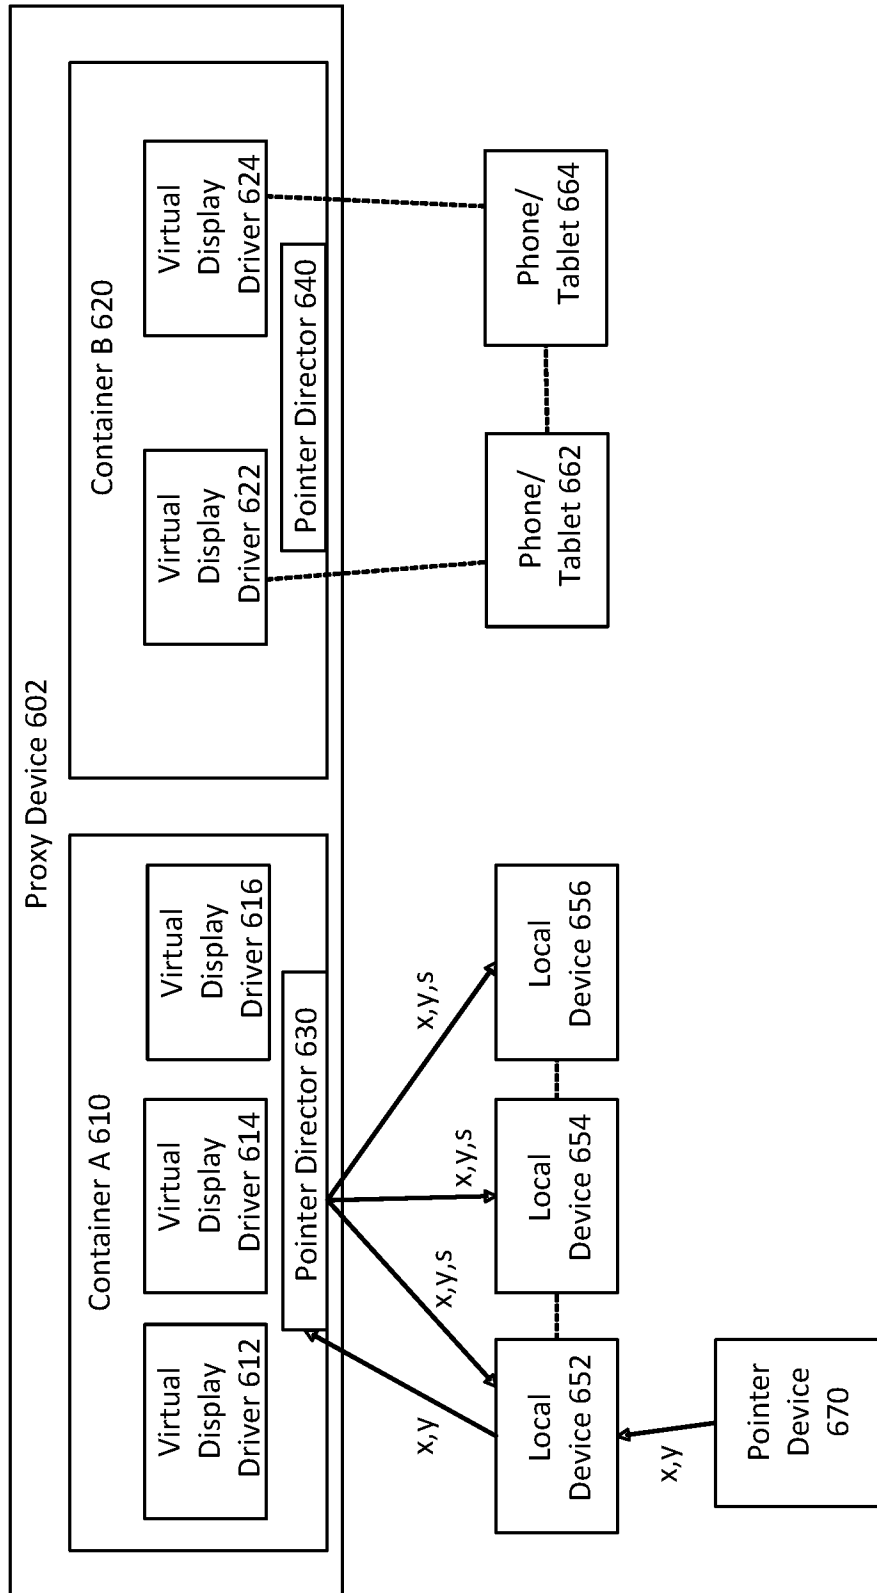 Proxy Device 602
Container A 610
Virtual
Display
Driver 612
Virtual
Display
Driver 614
Virtual
Display
Driver 616
Pointer Director 630
Container B 620
Virtual
Display
Driver 622
Virtual
Display
Driver 624
Pointer Director 640
x,y
x,y,s
x,y,s
x,y,s
Local
Device 652
Local
Device 654
Local
Device 656
Phone/
Tablet 662
Phone/
Tablet 664
x,y
Pointer
Device
670